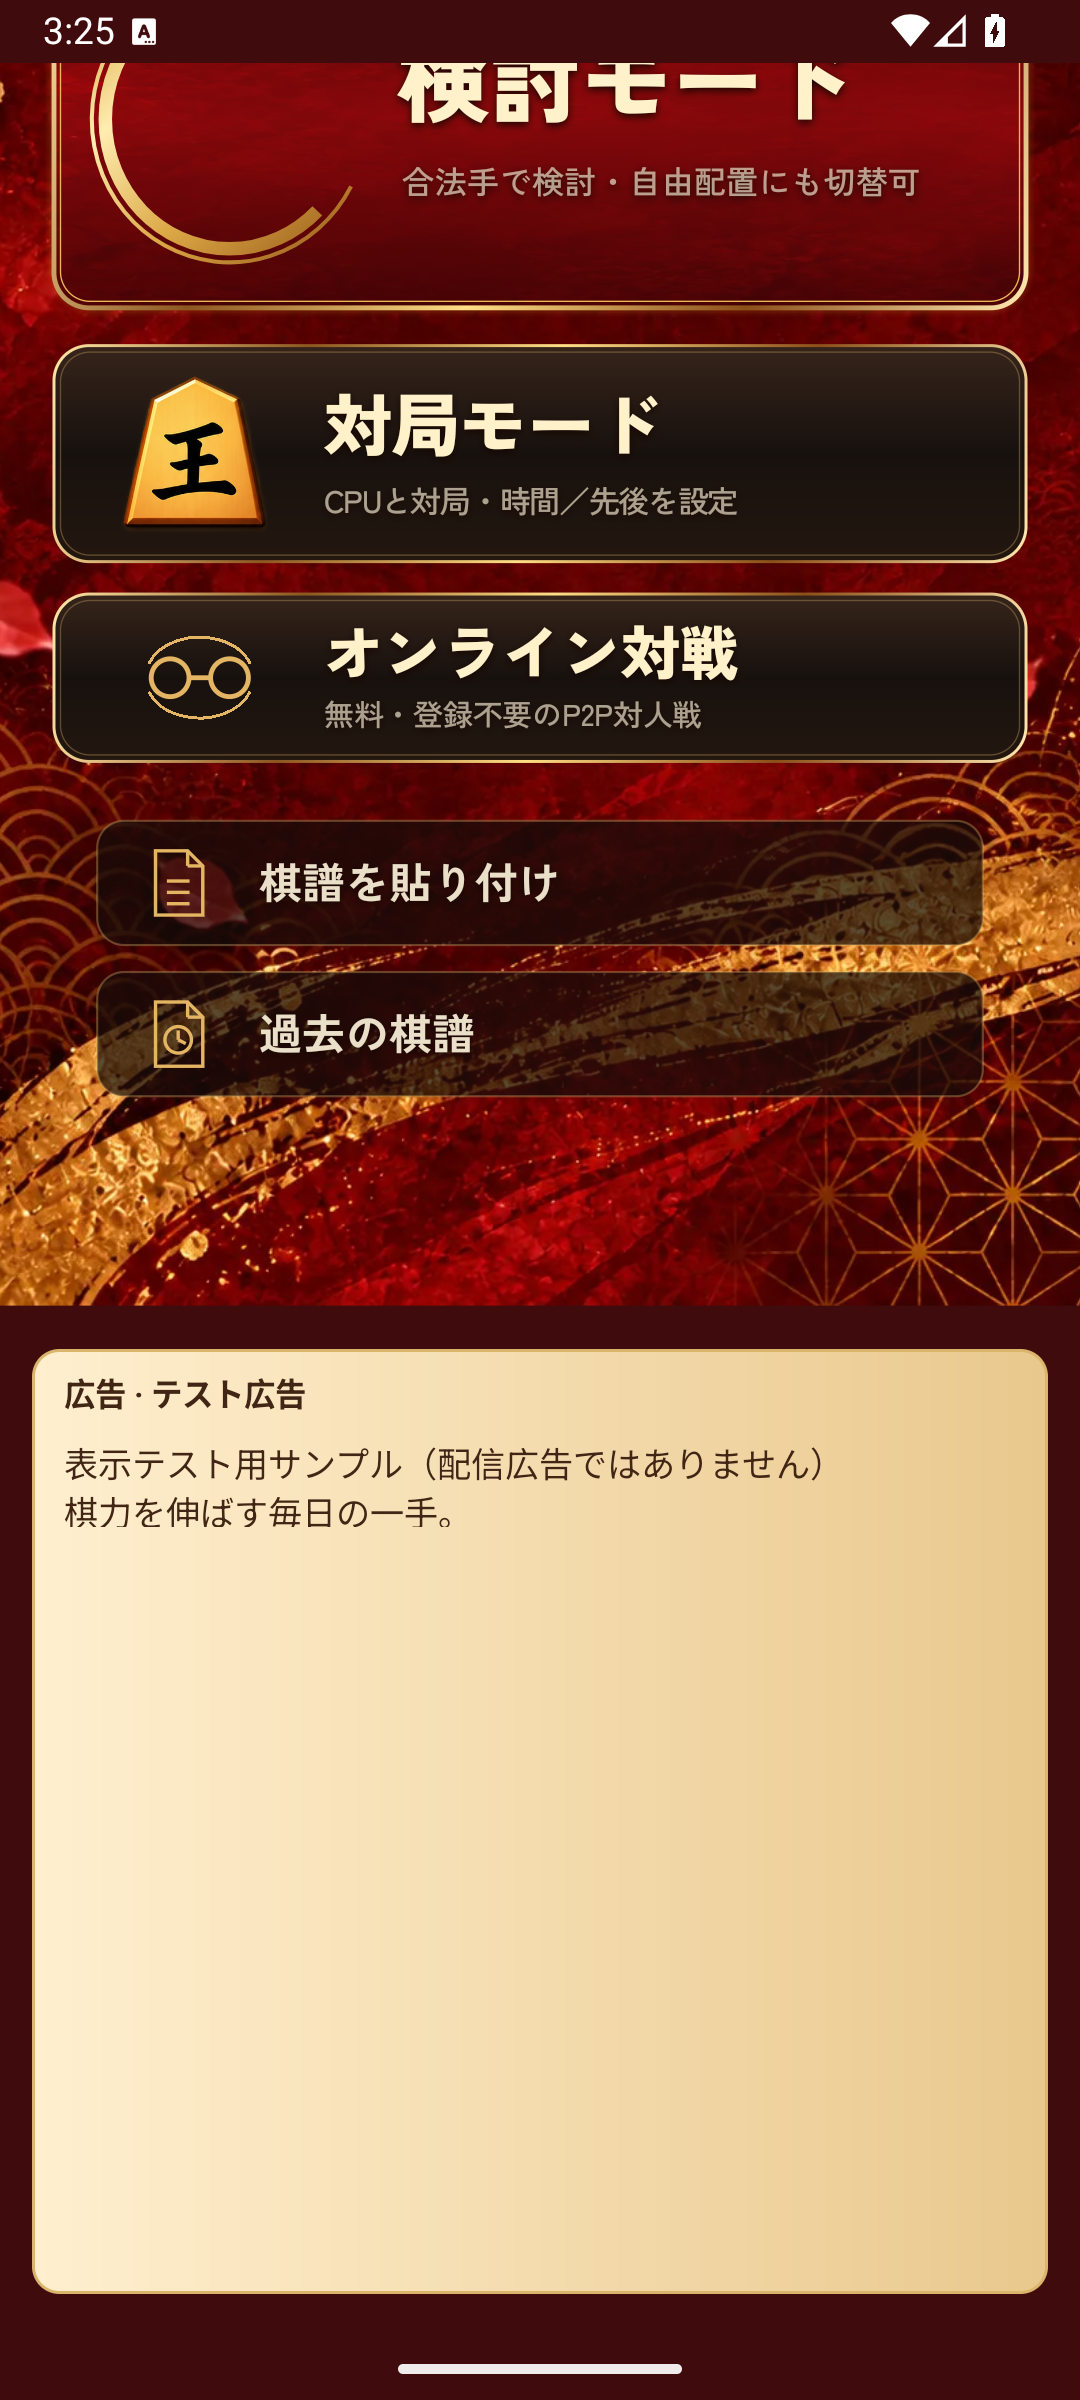 3:25
検討モード
合法手で検討・自由配置にも切替可
王
対局モード
CPUと対局・時間／先後を設定
オンライン対戦
無料・登録不要のP2P対人戦
棋譜を貼り付け
過去の棋譜
広告 · テスト広告
表示テスト用サンプル（配信広告ではありません）
棋力を伸ばす毎日の一手。